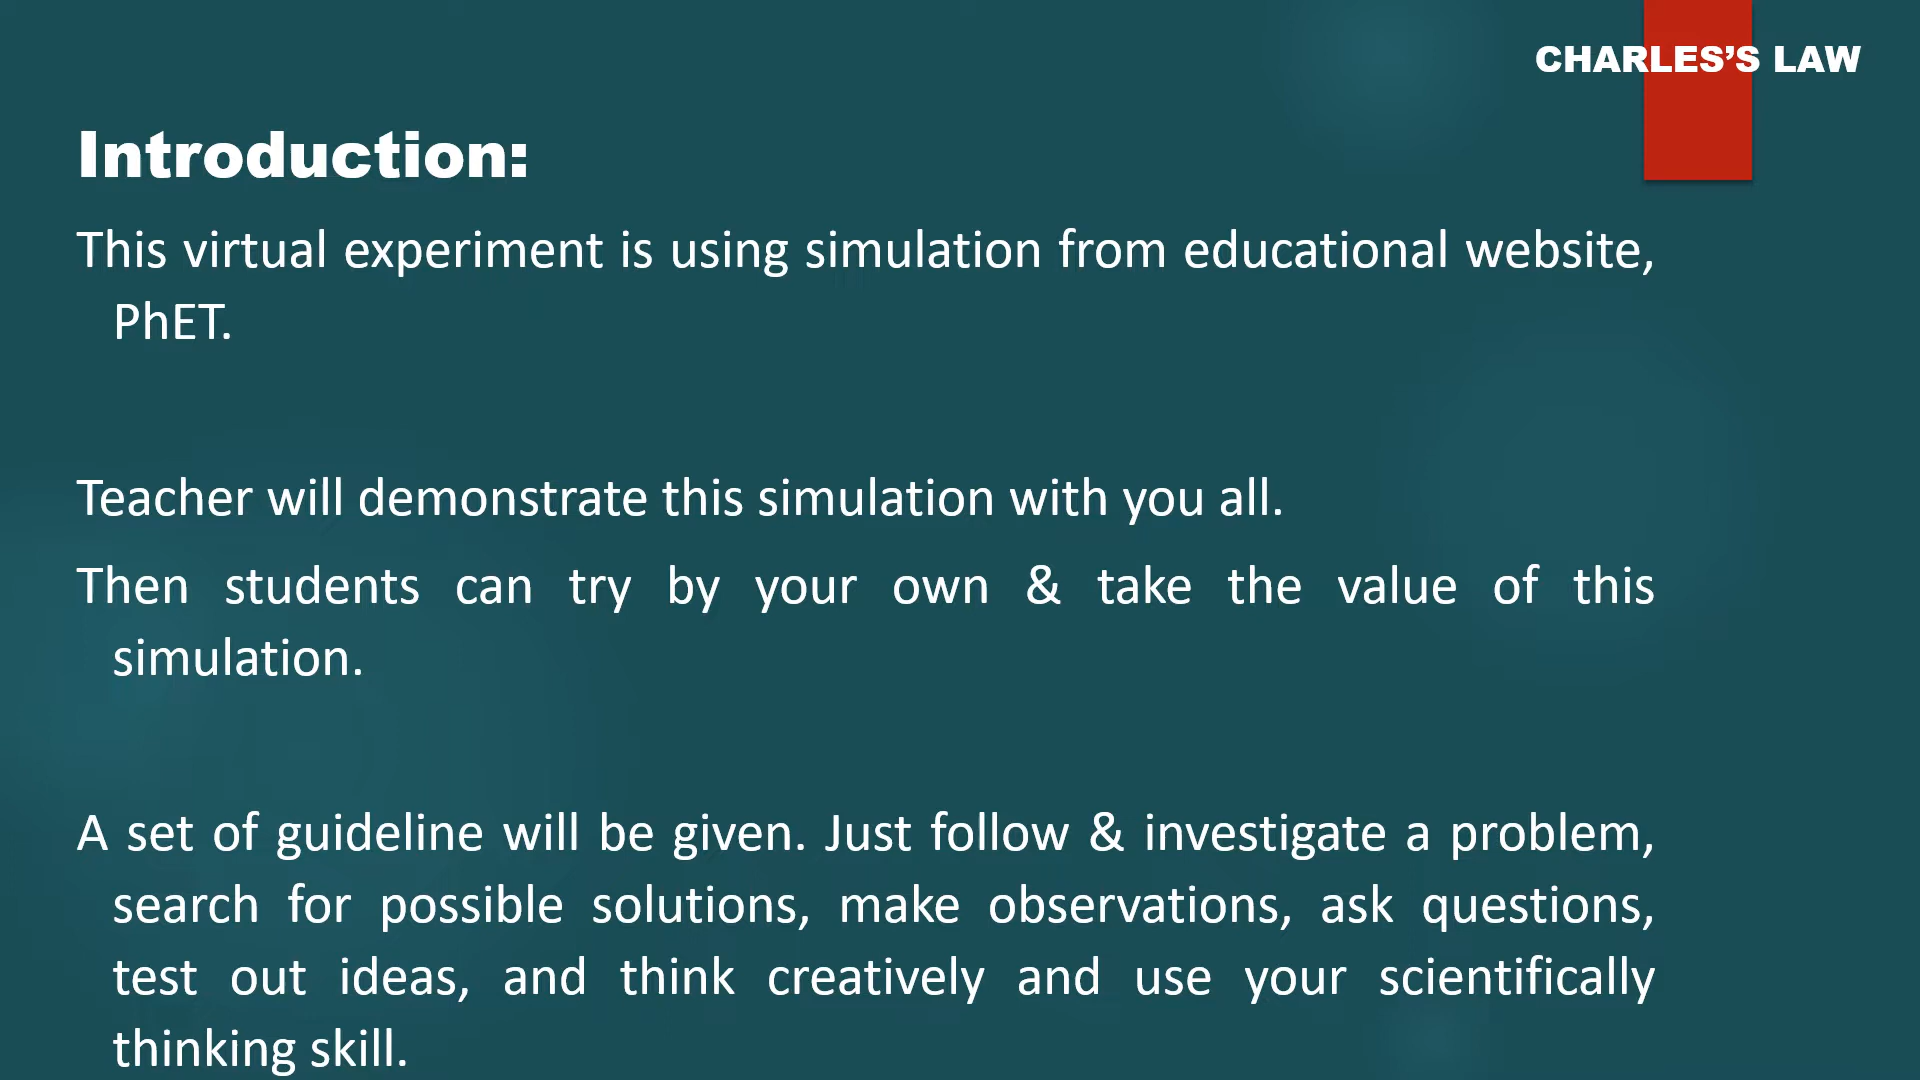 CHARLES’S LAW
Introduction:
This virtual experiment is using simulation from educational website,
PhET.
Teacher will demonstrate this simulation with you all.
Then students can try by your own & take the value of this
simulation.
A set of guideline will be given. Just follow & investigate a problem,
search for possible solutions, make observations, ask questions,
test out ideas, and think creatively and use your scientifically
thinking skill.